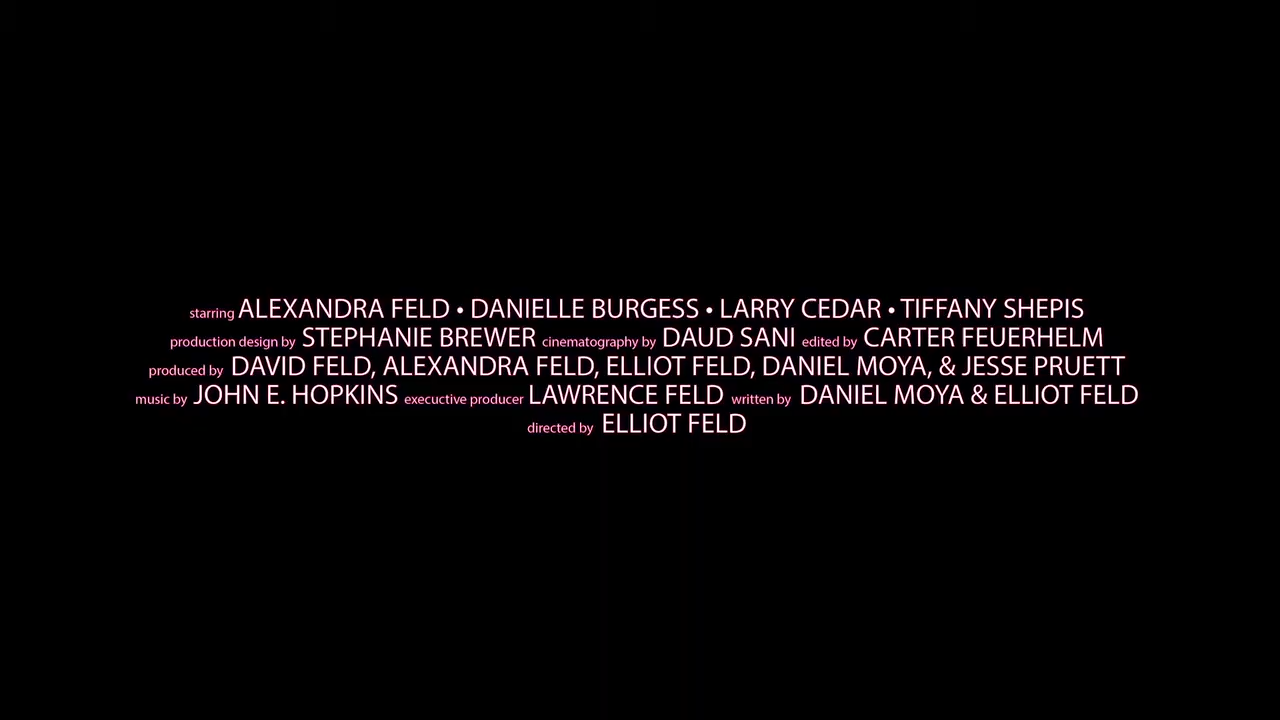 starring ALEXANDRA FELD • DANIELLE BURGESS • LARRY CEDAR • TIFFANY SHEPIS
production design by STEPHANIE BREWER cinematography by DAUD SANI edited by CARTER FEUERHELM
produced by DAVID FELD, ALEXANDRA FELD, ELLIOT FELD, DANIEL MOYA, & JESSE PRUETT
music by JOHN E. HOPKINS execuctive producer LAWRENCE FELD written by DANIEL MOYA & ELLIOT FELD
directed by ELLIOT FELD